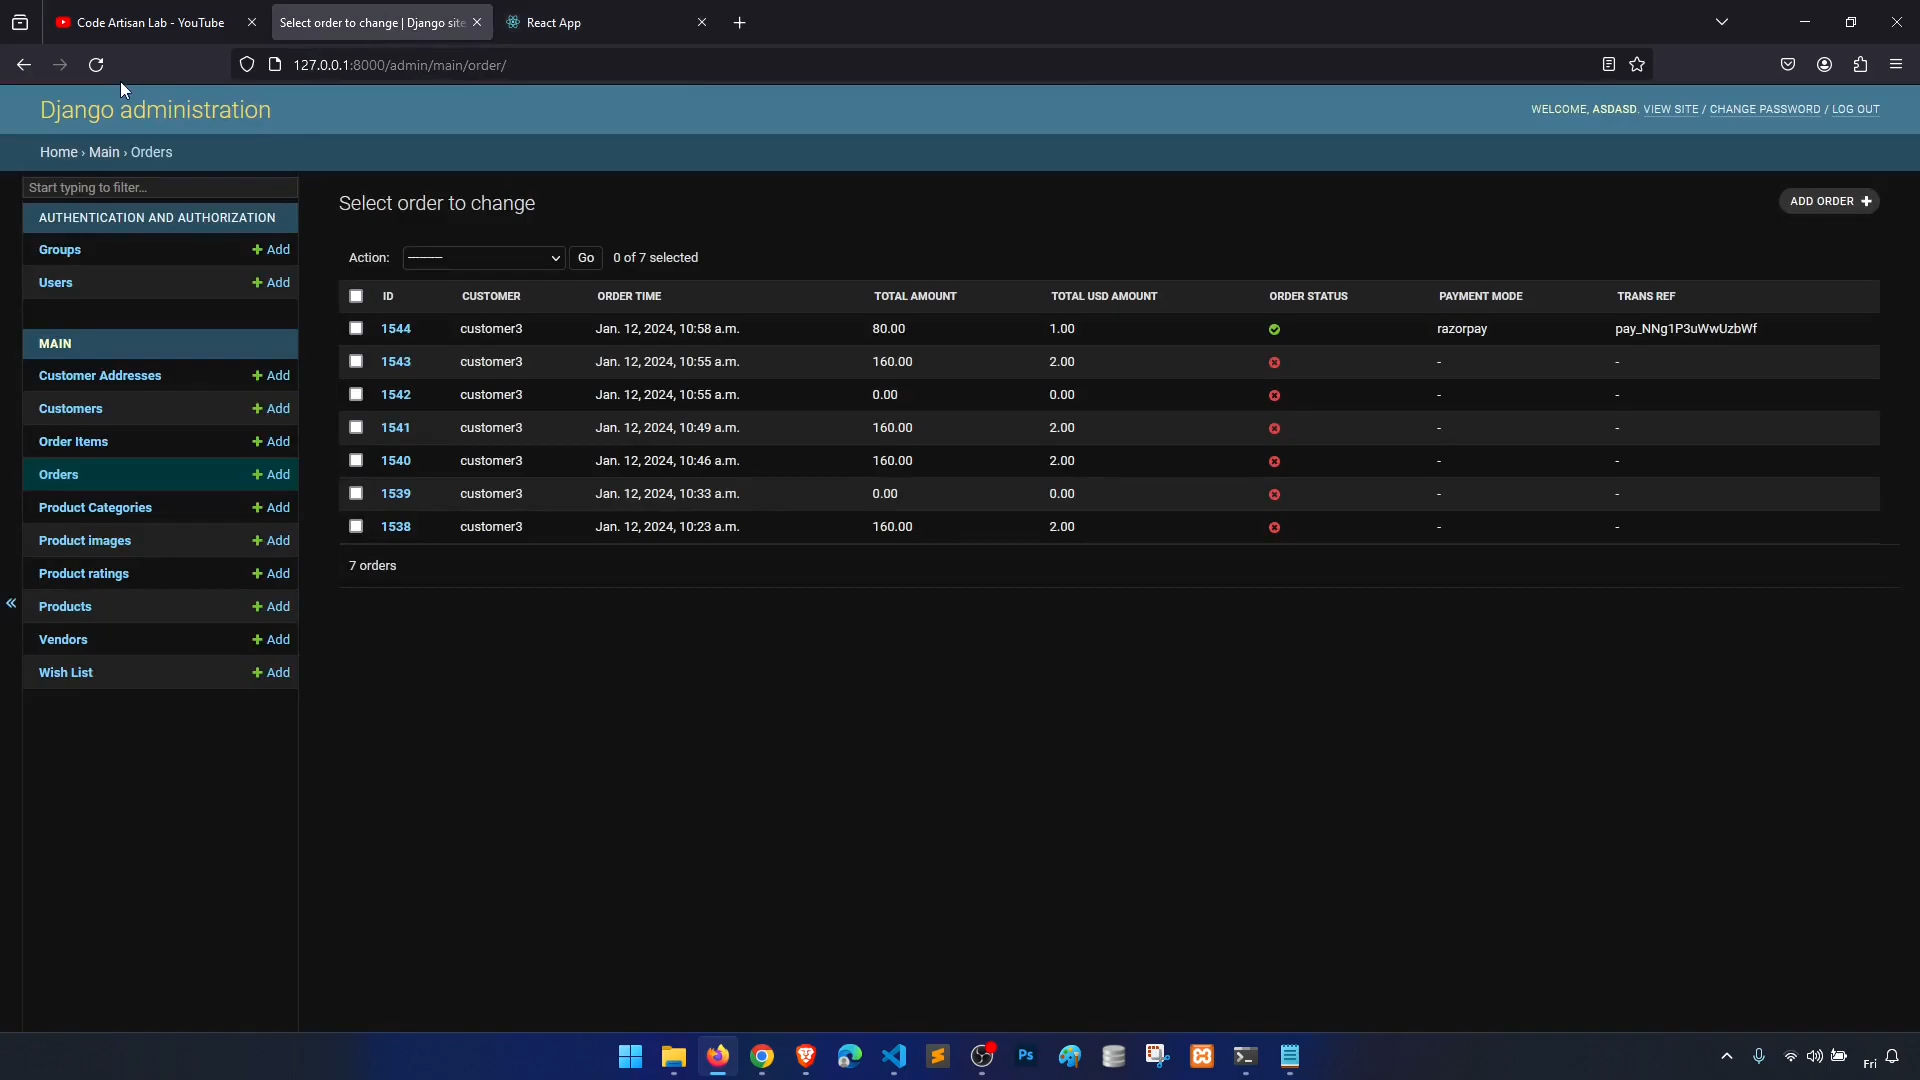 Code Artisan Lab - YouTube
Select order to change | Django site
React App
127.0.0.1:8000/admin/main/order/
Django administration
WELCOME, ASDASD. VIEW SITE / CHANGE PASSWORD / LOG OUT
Home › Main › Orders
Start typing to filter...
AUTHENTICATION AND AUTHORIZATION
Groups + Add
Users + Add
MAIN
Customer Addresses + Add
Customers + Add
Order Items + Add
Orders + Add
Product Categories + Add
Product images + Add
Product ratings + Add
Products + Add
Vendors + Add
Wish List + Add
«
Select order to change
ADD ORDER +
Action: --------- Go 0 of 7 selected
ID CUSTOMER ORDER TIME TOTAL AMOUNT TOTAL USD AMOUNT ORDER STATUS PAYMENT MODE TRANS REF
1544 customer3 Jan. 12, 2024, 10:58 a.m. 80.00 1.00 razorpay pay_NNg1P3uWwUzbWf
1543 customer3 Jan. 12, 2024, 10:55 a.m. 160.00 2.00 - -
1542 customer3 Jan. 12, 2024, 10:55 a.m. 0.00 0.00 - -
1541 customer3 Jan. 12, 2024, 10:49 a.m. 160.00 2.00 - -
1540 customer3 Jan. 12, 2024, 10:46 a.m. 160.00 2.00 - -
1539 customer3 Jan. 12, 2024, 10:33 a.m. 0.00 0.00 - -
1538 customer3 Jan. 12, 2024, 10:23 a.m. 160.00 2.00 - -
7 orders
Ps
Fri